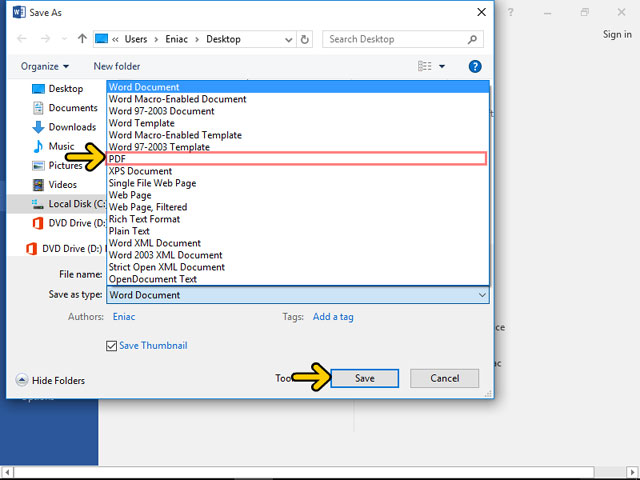 Save As
Sign in
« Users > Eniac > Desktop
Search Desktop
Organize
New folder
Desktop
Documents
Downloads
Music
Pictures
Videos
Local Disk (C:
DVD Drive (D:)
DVD Drive (D:)
Word Document
Word Macro-Enabled Document
Word 97-2003 Document
Word Template
Word Macro-Enabled Template
Word 97-2003 Template
PDF
XPS Document
Single File Web Page
Web Page
Web Page, Filtered
Rich Text Format
Plain Text
Word XML Document
Word 2003 XML Document
Strict Open XML Document
OpenDocument Text
File name:
Save as type: Word Document
Authors: Eniac
Tags: Add a tag
Save Thumbnail
Hide Folders
Save
Cancel
Options